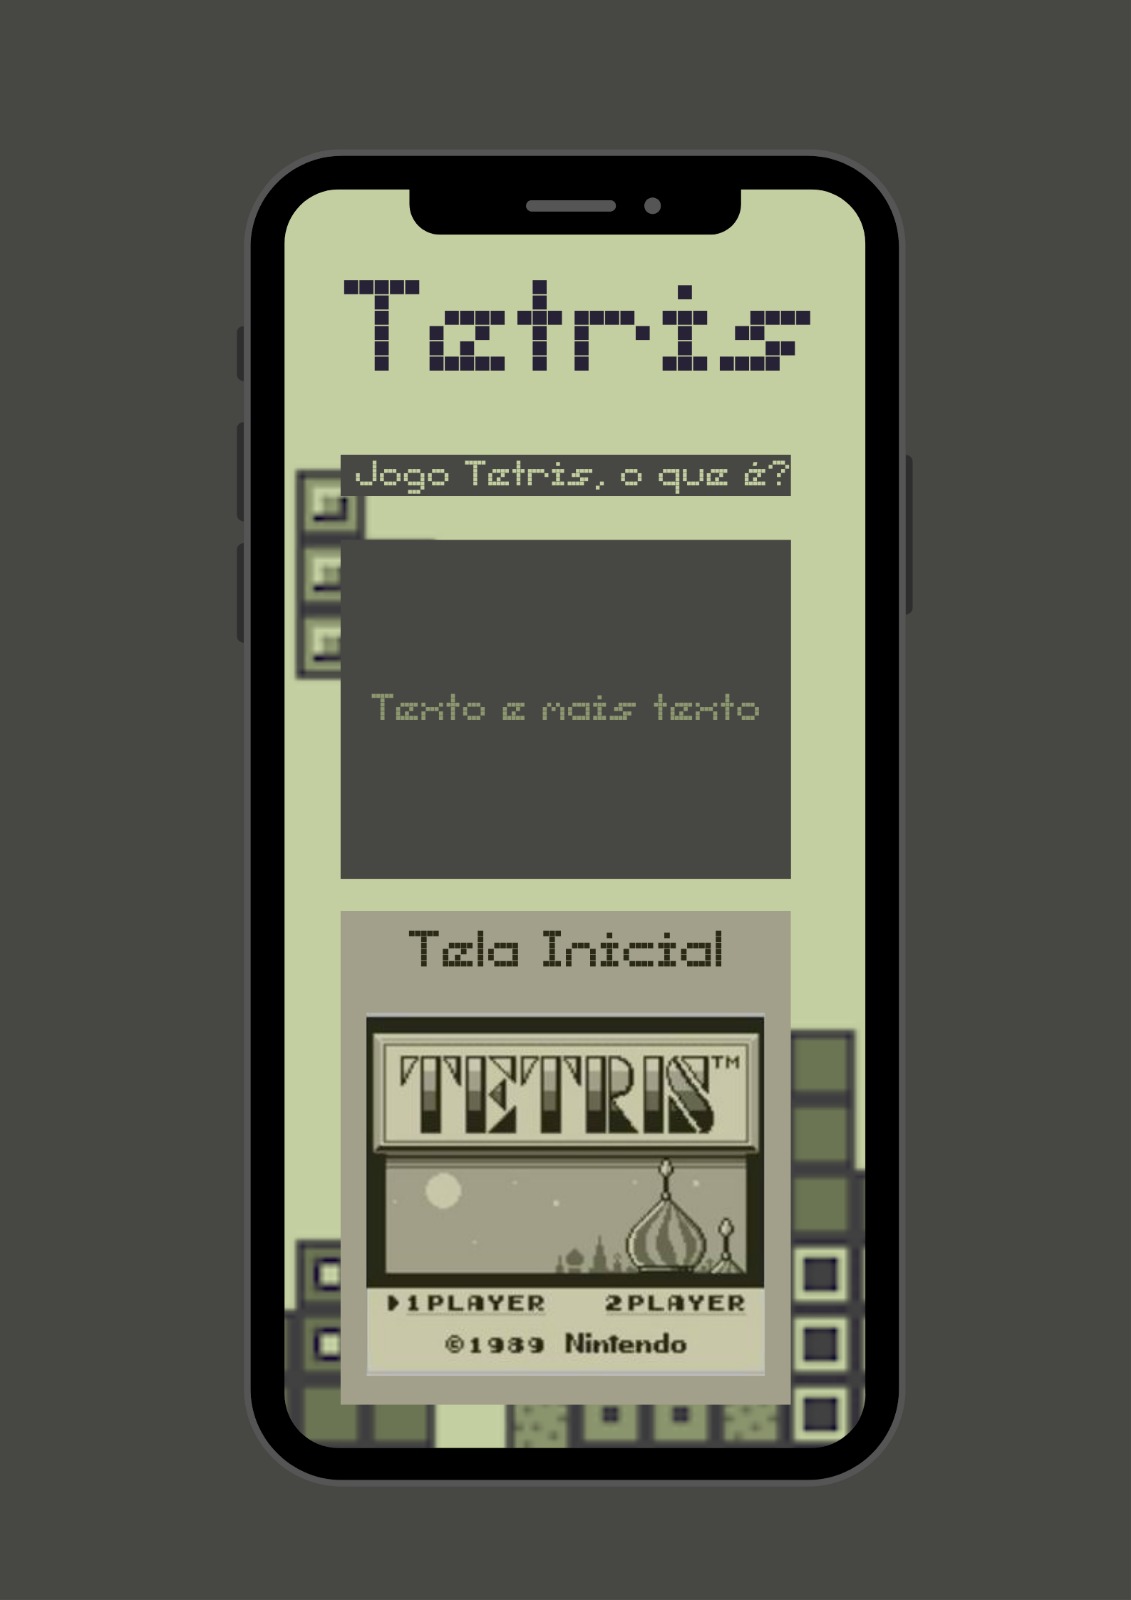 Tetris
Jogo Tetris, o que é?
Texto e mais texto
Tela Inicial
TETRIS™
1PLAYER 2PLAYER
©1989 Nintendo